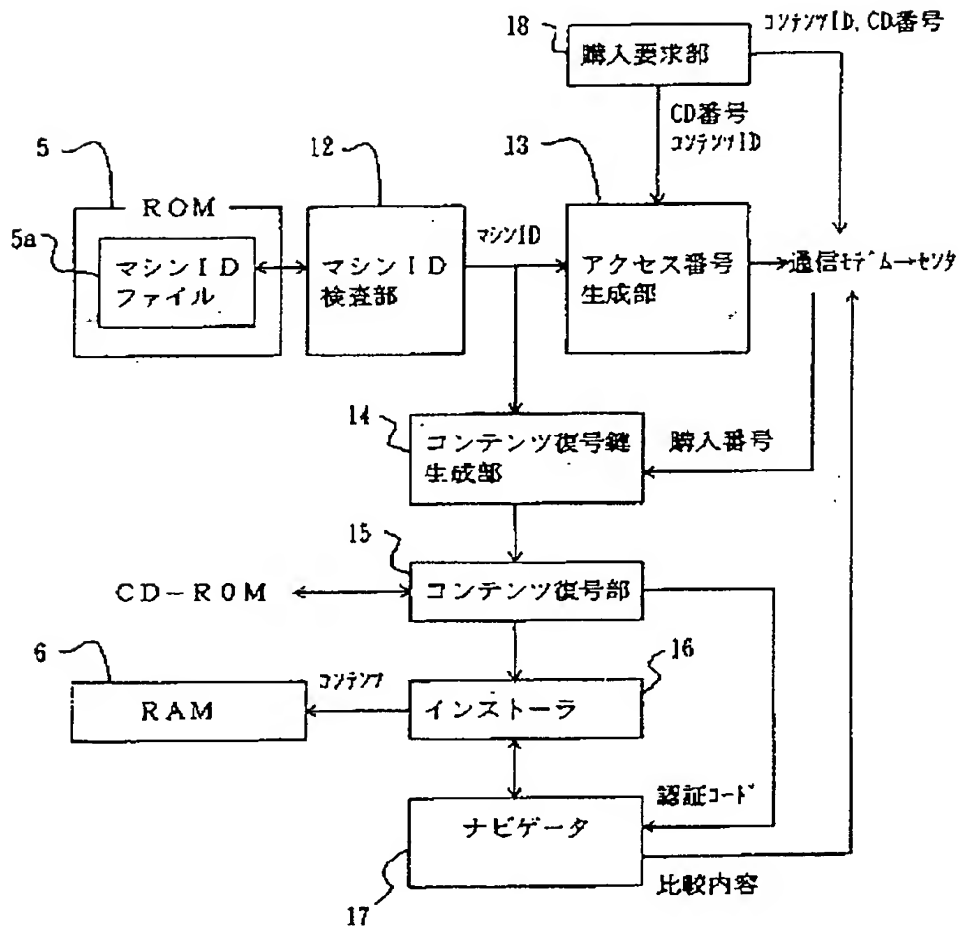 18
購入要求部
コンテンツID, CD番号
CD番号
コンテンツID
5
12
13
ROM
5a
マシンID
ファイル
マシンID
検査部
マシンID
アクセス番号
生成部
通信モデム→センタ
14
コンテンツ復号鍵
生成部
購入番号
15
CD-ROM
コンテンツ復号部
6
16
RAM
コンテンツ
インストーラ
認証コード
ナビゲータ
17
比較内容